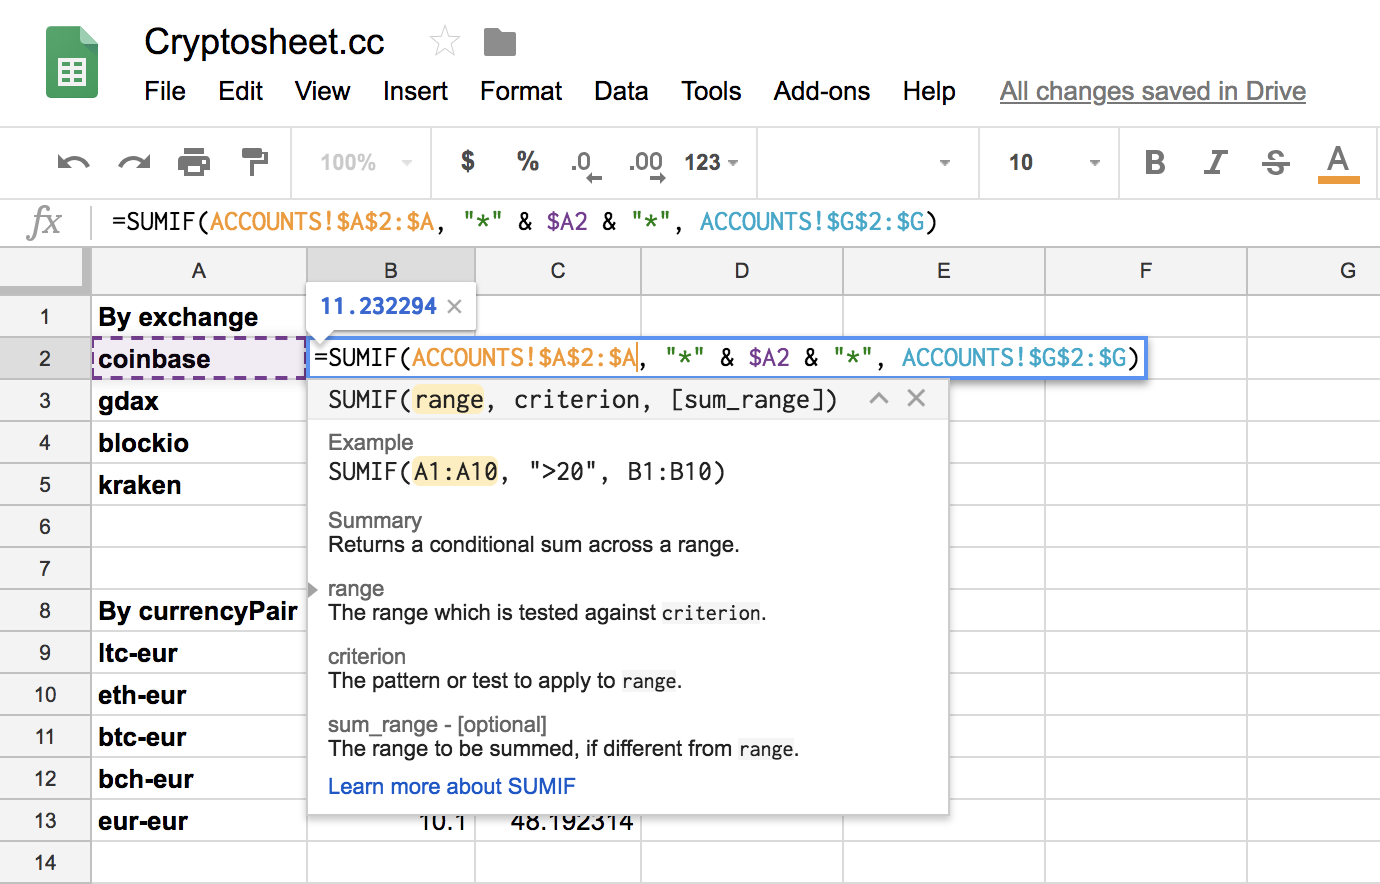 Cryptosheet.cc
File Edit View Insert Format Data Tools Add-ons Help All changes saved in Drive
100% $ % .0 .00 123 10 B I S A
fx =SUMIF(ACCOUNTS!$A$2:$A, "*" & $A2 & "*", ACCOUNTS!$G$2:$G)
A B C D E F G
11.232294 ×
1 By exchange
2 coinbase =SUMIF(ACCOUNTS!$A$2:$A, "*" & $A2 & "*", ACCOUNTS!$G$2:$G)
3 gdax SUMIF(range, criterion, [sum_range])
4 blockio Example
SUMIF(A1:A10, ">20", B1:B10)
5 kraken
6 Summary
Returns a conditional sum across a range.
7
range
8 By currencyPair The range which is tested against criterion.
9 ltc-eur criterion
The pattern or test to apply to range.
10 eth-eur
sum_range - [optional]
11 btc-eur The range to be summed, if different from range.
12 bch-eur Learn more about SUMIF
13 eur-eur 10.1 48.192314
14